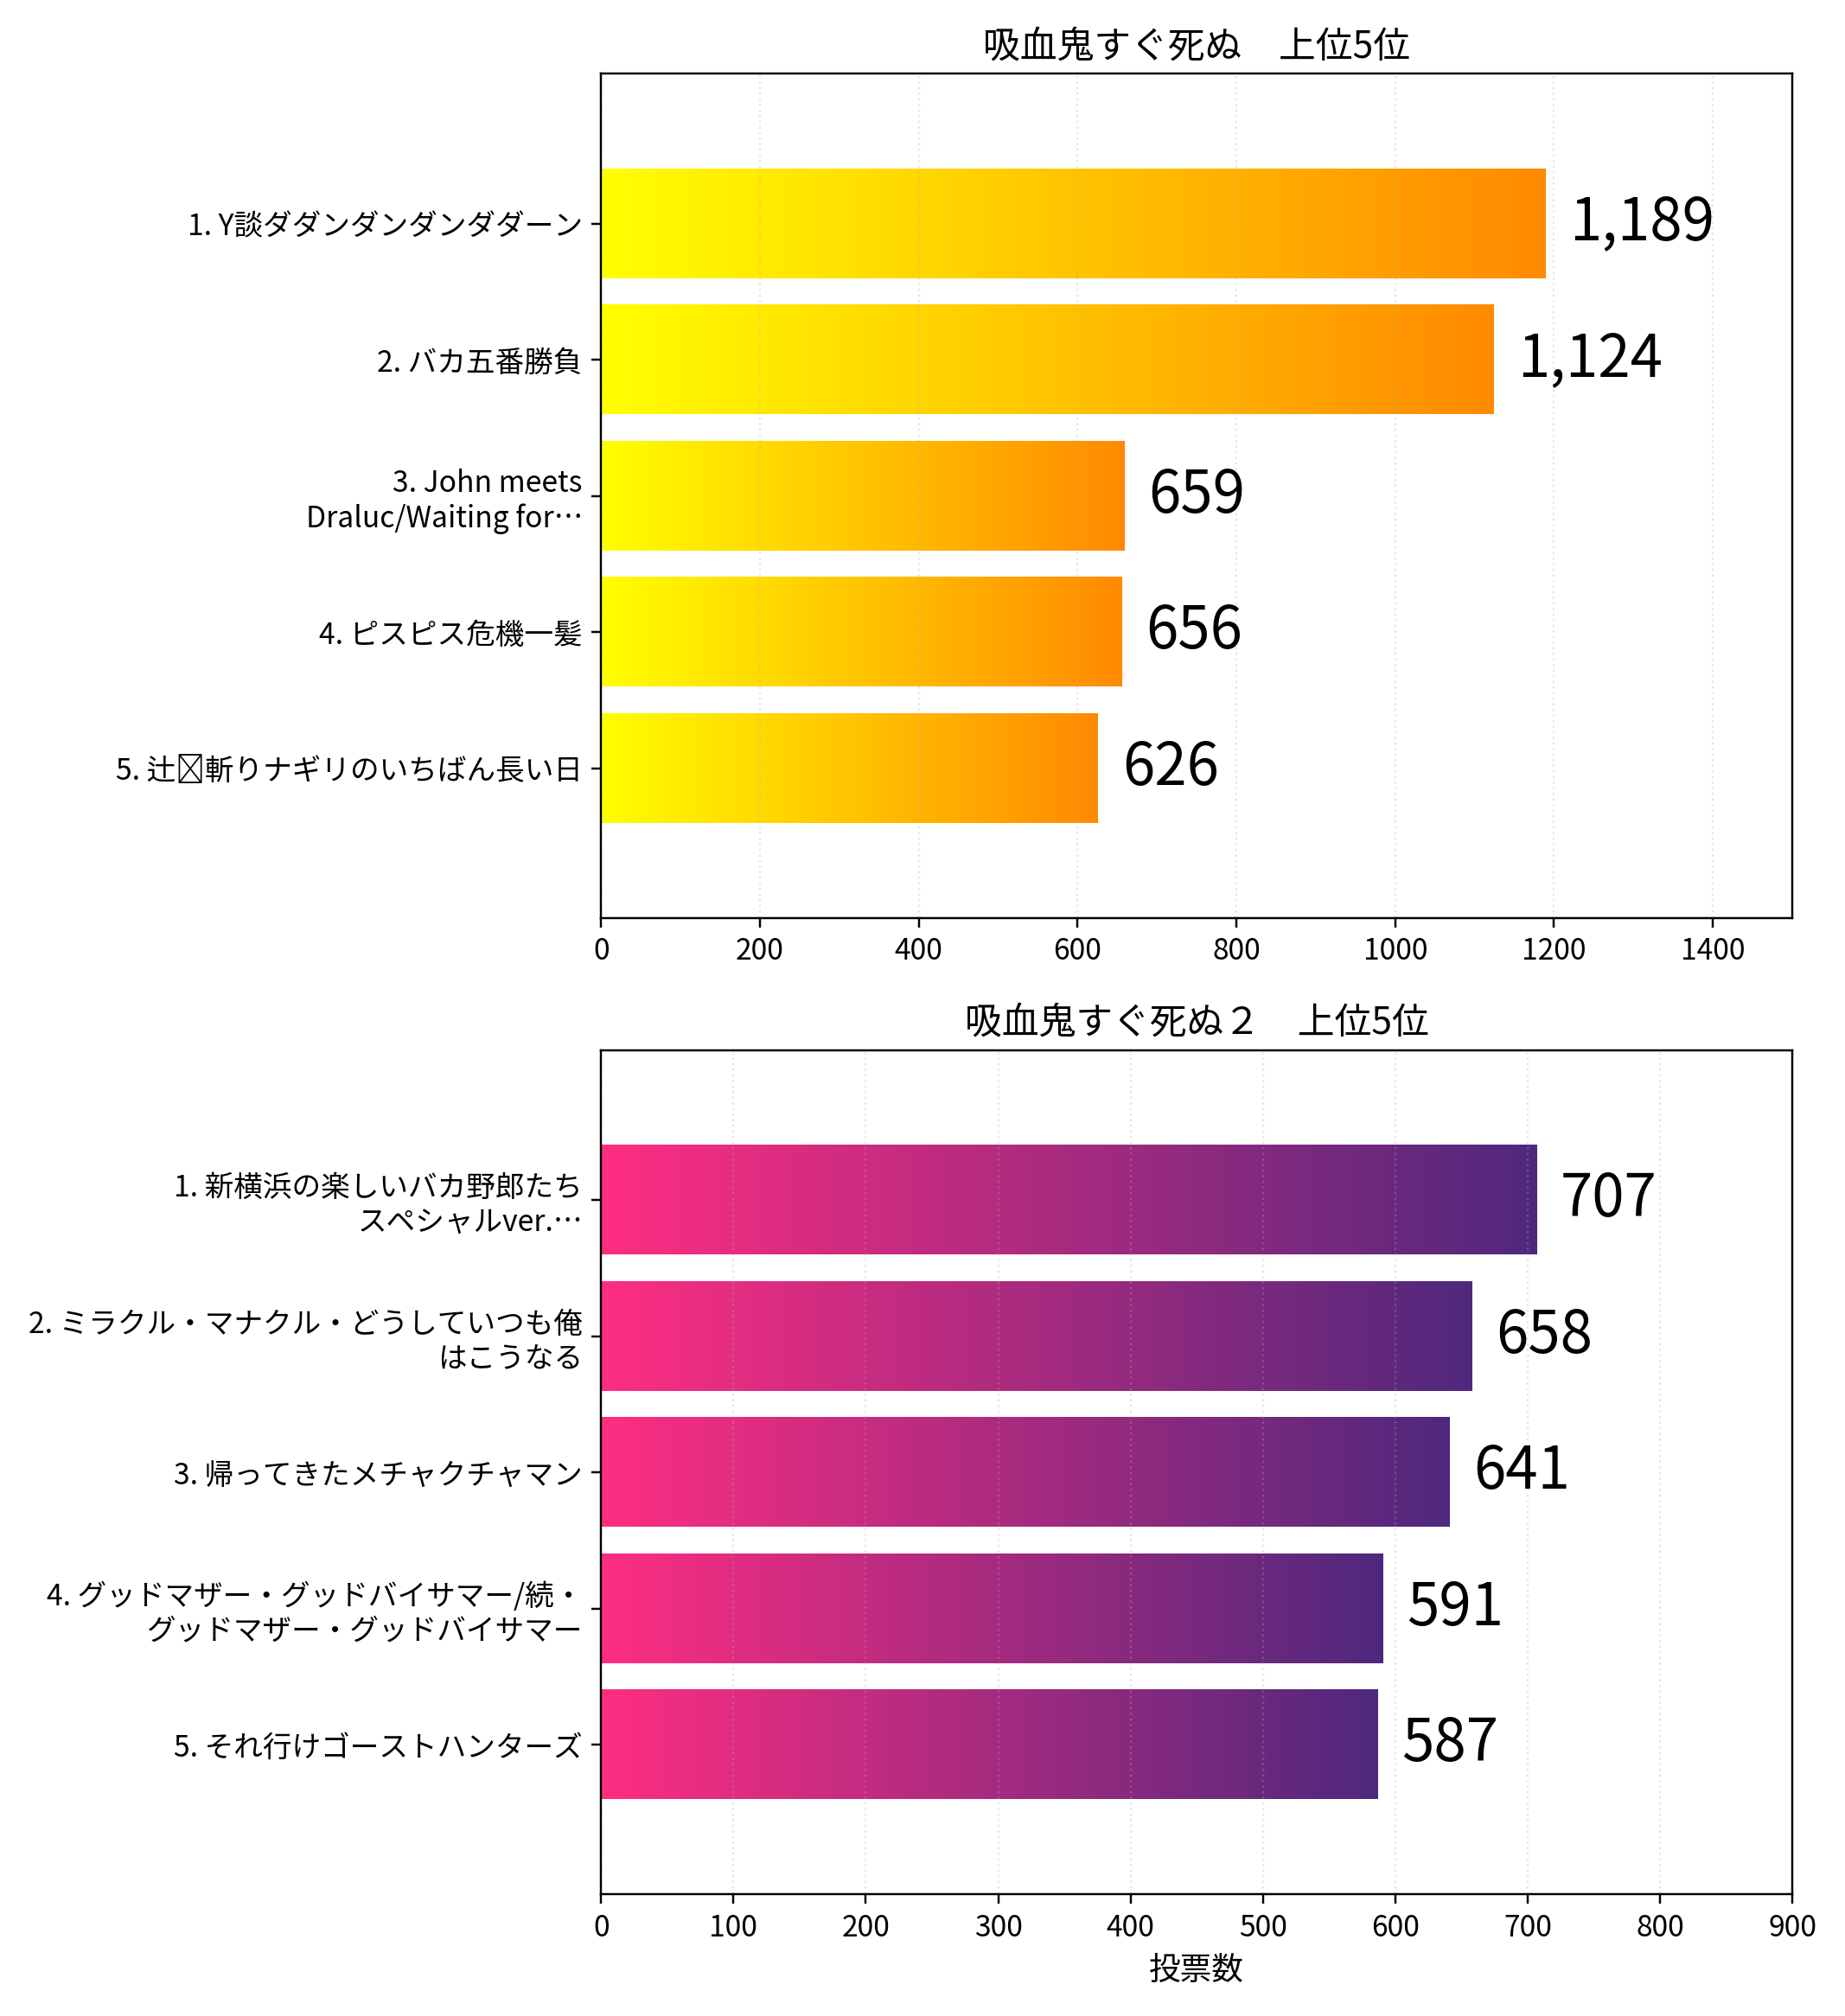 吸血鬼すぐ死ぬ　上位5位
1. Y談ダダンダンダンダダーン
1,189
2. バカ五番勝負
1,124
3. John meets
Draluc/Waiting for…
659
4. ピスピス危機一髪
656
5. 辻斬りナギリのいちばん長い日
626
0 200 400 600 800 1000 1200 1400
吸血鬼すぐ死ぬ２　上位5位
1. 新横浜の楽しいバカ野郎たち
スペシャルver.…
707
2. ミラクル・マナクル・どうしていつも俺
はこうなる
658
3. 帰ってきたメチャクチャマン
641
4. グッドマザー・グッドバイサマー/続・
グッドマザー・グッドバイサマー
591
5. それ行けゴーストハンターズ
587
0 100 200 300 400 500 600 700 800 900
投票数